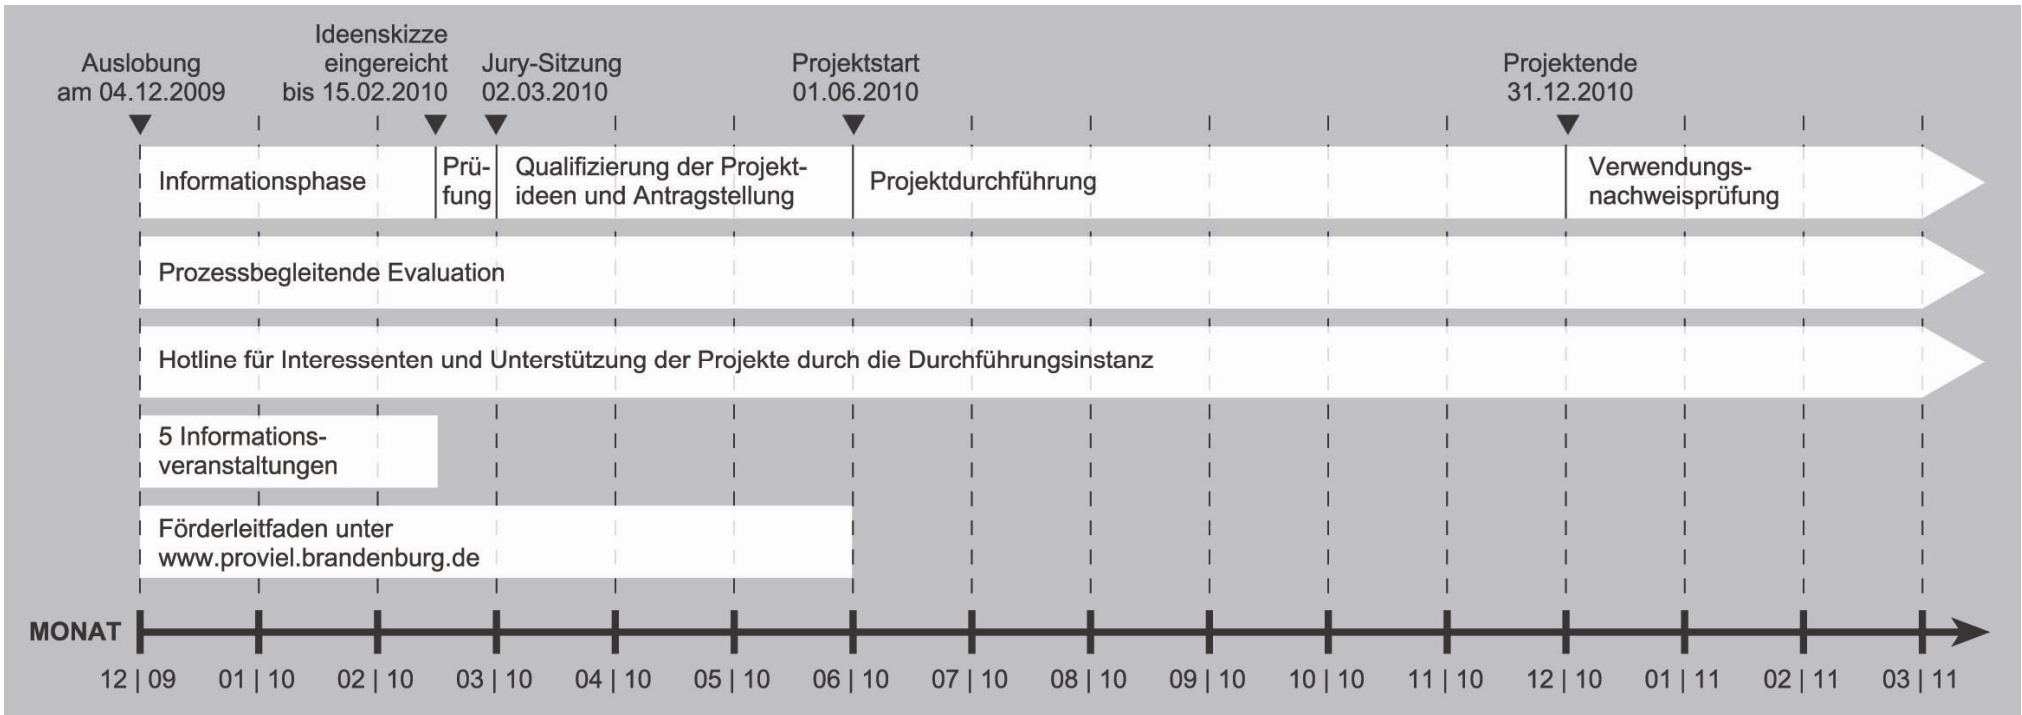 Auslobung
am 04.12.2009
Ideenskizze
eingereicht
bis 15.02.2010
Jury-Sitzung
02.03.2010
Projektstart
01.06.2010
Projektende
31.12.2010
Informationsphase
Prü-
fung
Qualifizierung der Projekt-
ideen und Antragstellung
Projektdurchführung
Verwendungs-
nachweisprüfung
Prozessbegleitende Evaluation
Hotline für Interessenten und Unterstützung der Projekte durch die Durchführungsinstanz
5 Informations-
veranstaltungen
Förderleitfaden unter
www.proviel.brandenburg.de
MONAT
12 | 09 01 | 10 02 | 10 03 | 10 04 | 10 05 | 10 06 | 10 07 | 10 08 | 10 09 | 10 10 | 10 11 | 10 12 | 10 01 | 11 02 | 11 03 | 11